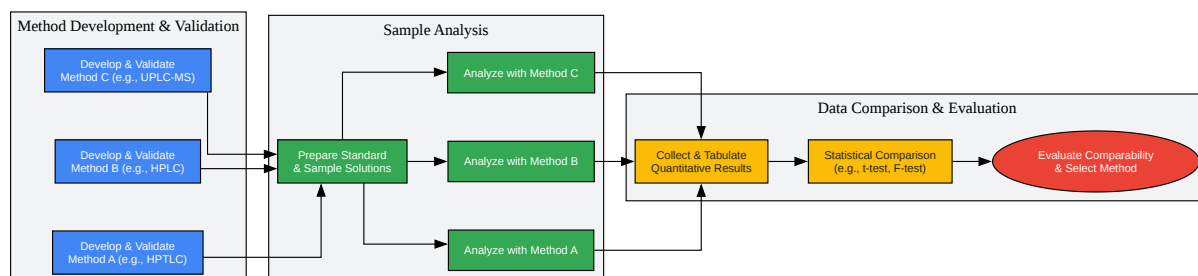 Method Development & Validation
Develop & Validate
Method C (e.g., UPLC-MS)
Develop & Validate
Method B (e.g., HPLC)
Develop & Validate
Method A (e.g., HPTLC)
Sample Analysis
Prepare Standard
& Sample Solutions
Analyze with Method C
Analyze with Method B
Analyze with Method A
Data Comparison & Evaluation
Collect & Tabulate
Quantitative Results
Statistical Comparison
(e.g., t-test, F-test)
Evaluate Comparability
& Select Method